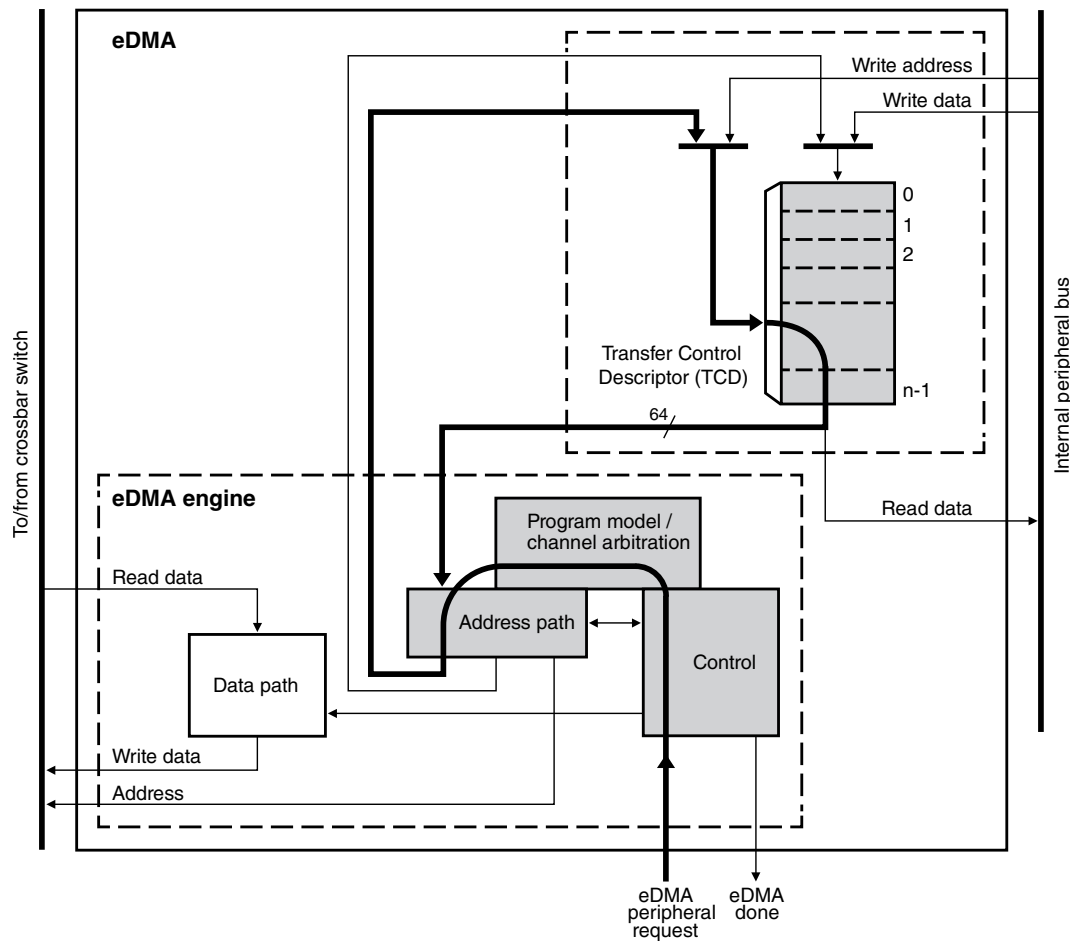 eDMA
Write address
Write data
0
1
2
n-1
Transfer Control
Descriptor (TCD)
64
To/from crossbar switch
Internal peripheral bus
eDMA engine
Program model /
channel arbitration
Read data
Read data
Address path
Control
Data path
Write data
Address
eDMA
peripheral
request
eDMA
done